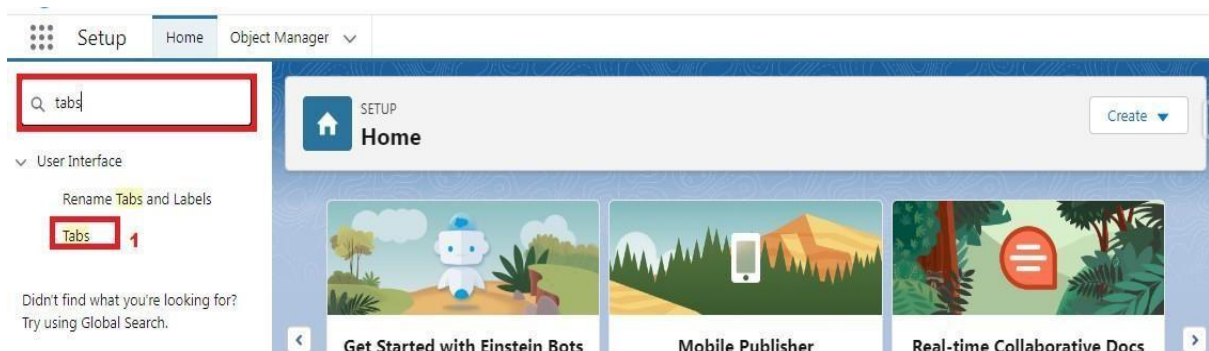 Setup
Home
Object Manager
tabs
User Interface
Rename Tabs and Labels
Tabs
1
Didn't find what you're looking for?
Try using Global Search.
SETUP
Home
Create
Get Started with Einstein Bots
Mobile Publisher
Real-time Collaborative Docs